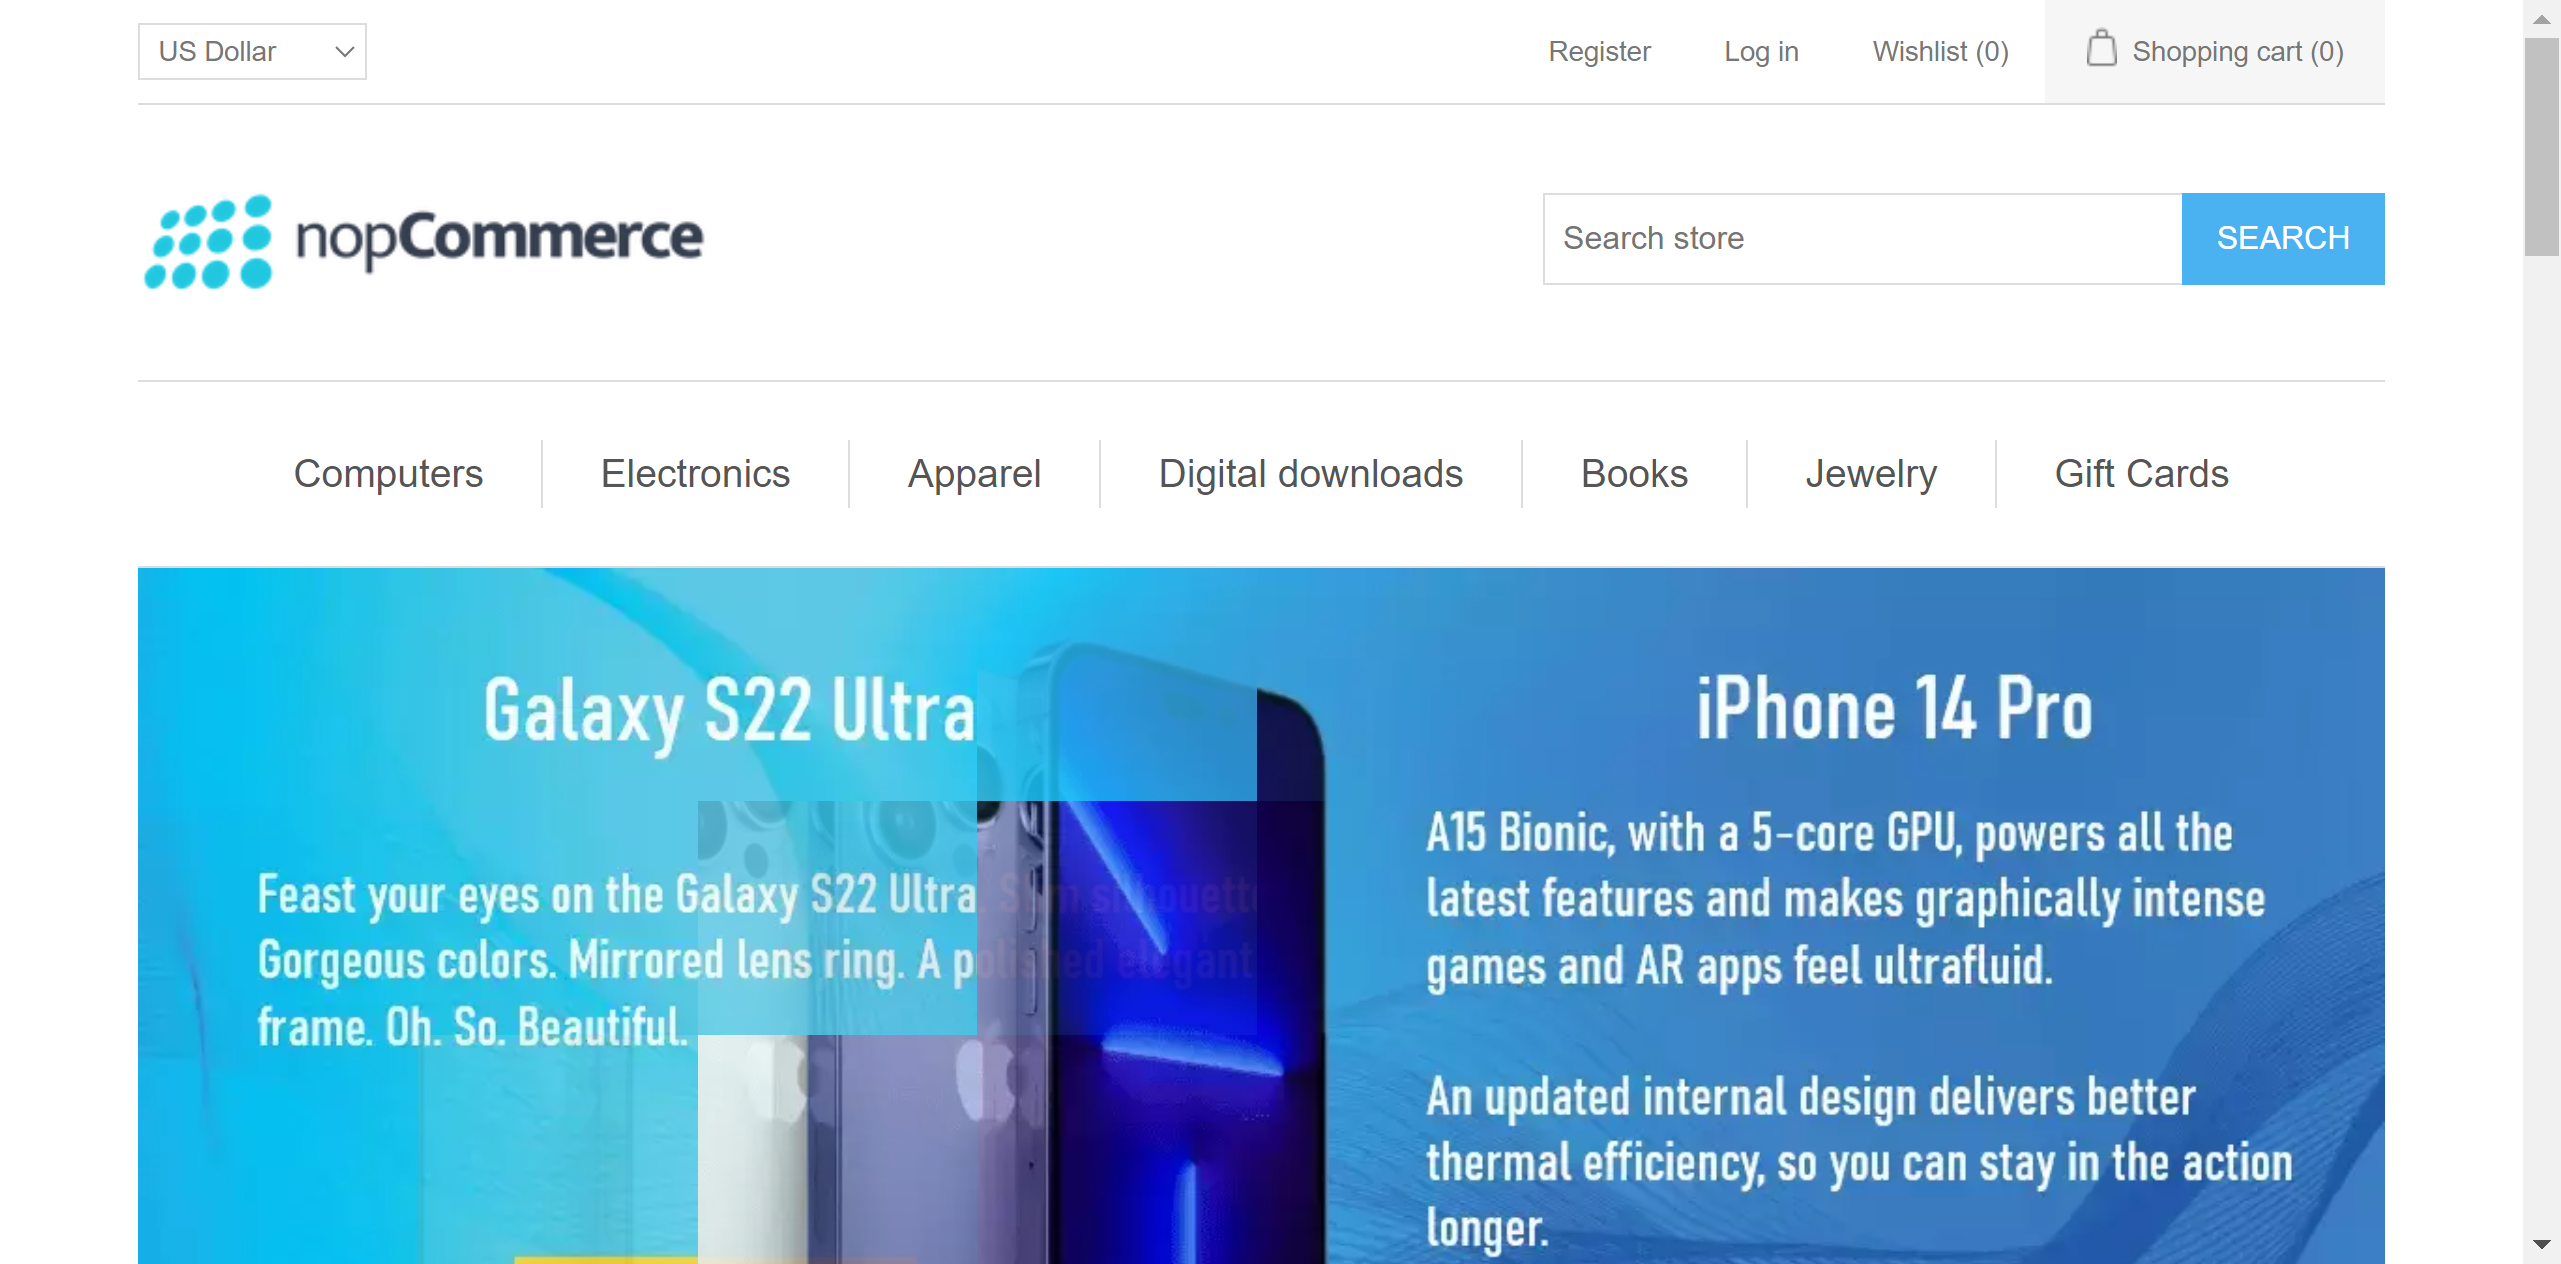 US Dollar
Register
Log in
Wishlist (0)
Shopping cart (0)
nopCommerce
Search store
SEARCH
Computers
Electronics
Apparel
Digital downloads
Books
Jewelry
Gift Cards
Galaxy S22 Ultra
Feast your eyes on the Galaxy S22 Ultra. Slim silhouette
Gorgeous colors. Mirrored lens ring. A polished elegant
frame. Oh. So. Beautiful.
iPhone 14 Pro
A15 Bionic, with a 5-core GPU, powers all the
latest features and makes graphically intense
games and AR apps feel ultrafluid.
An updated internal design delivers better
thermal efficiency, so you can stay in the action
longer.